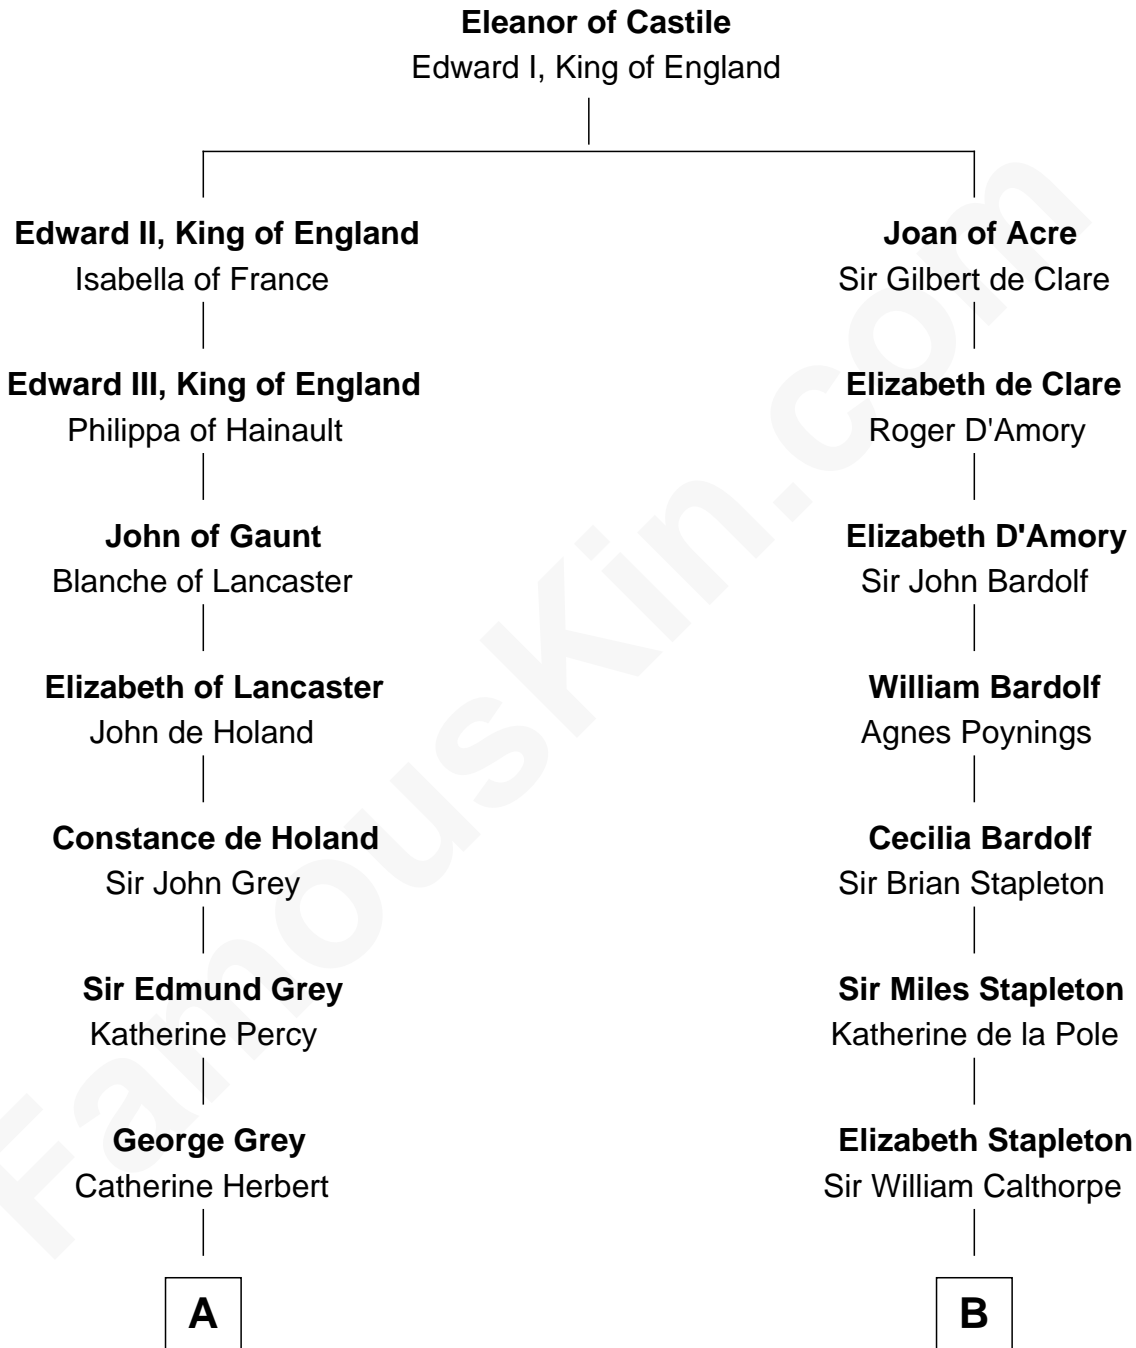 Eleanor of Castile
Edward I, King of England
Edward II, King of England
Isabella of France
Joan of Acre
Sir Gilbert de Clare
Edward III, King of England
Philippa of Hainault
Elizabeth de Clare
Roger D'Amory
John of Gaunt
Blanche of Lancaster
Elizabeth D'Amory
Sir John Bardolf
Elizabeth of Lancaster
John de Holand
William Bardolf
Agnes Poynings
Constance de Holand
Sir John Grey
Cecilia Bardolf
Sir Brian Stapleton
Sir Edmund Grey
Katherine Percy
Sir Miles Stapleton
Katherine de la Pole
George Grey
Catherine Herbert
Elizabeth Stapleton
Sir William Calthorpe
A
B
FamousKin.com